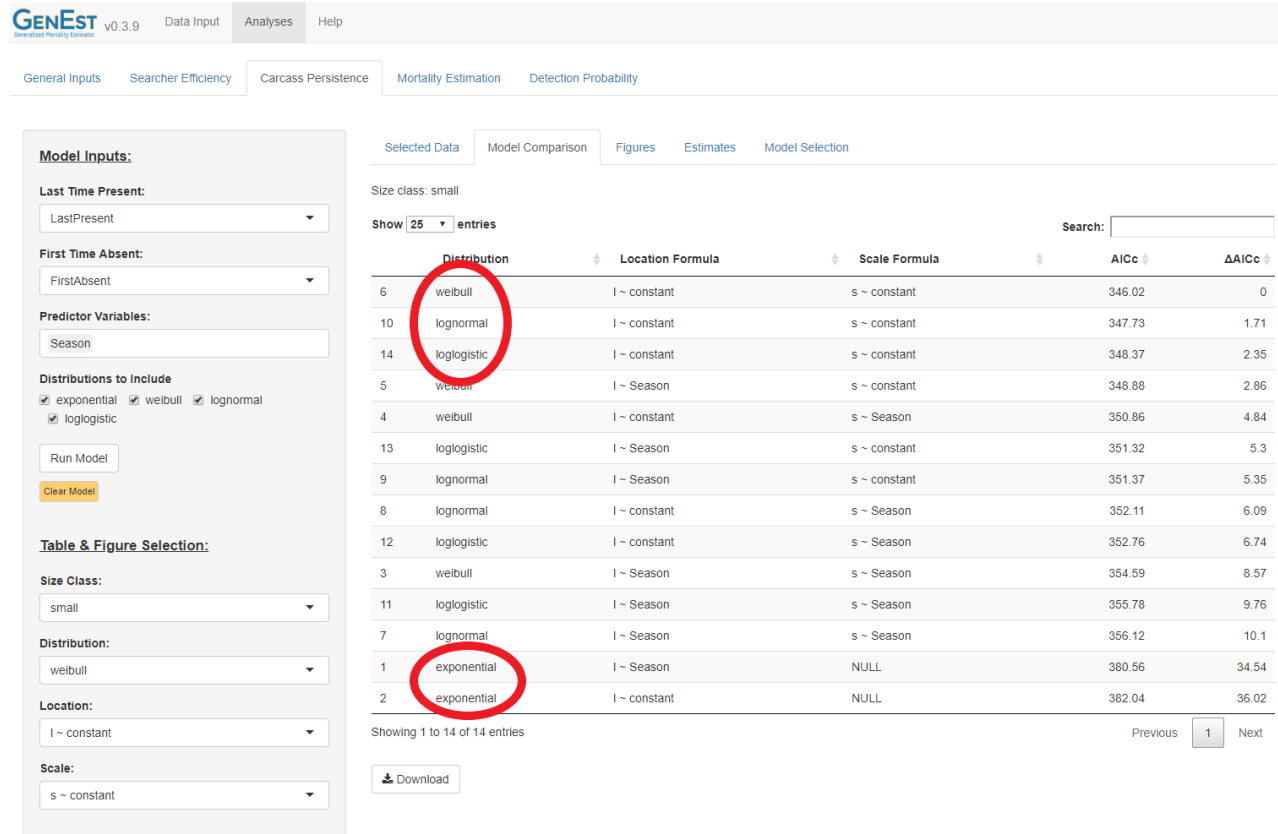 GENEST v0.3.9 Data Input Analyses Help
Generalized Mortality Estimator
General Inputs Searcher Efficiency Carcass Persistence Mortality Estimation Detection Probability
Model Inputs:
Last Time Present:
LastPresent
First Time Absent:
FirstAbsent
Predictor Variables:
Season
Distributions to Include
exponential weibull lognormal
loglogistic
Run Model
Clear Model
Table & Figure Selection:
Size Class:
small
Distribution:
weibull
Location:
l ~ constant
Scale:
s ~ constant
Selected Data Model Comparison Figures Estimates Model Selection
Size class: small
Show 25 entries Search:
Distribution Location Formula Scale Formula AICc ΔAICc
6 weibull l ~ constant s ~ constant 346.02 0
10 lognormal l ~ constant s ~ constant 347.73 1.71
14 loglogistic l ~ constant s ~ constant 348.37 2.35
5 weibull l ~ Season s ~ constant 348.88 2.86
4 weibull l ~ constant s ~ Season 350.86 4.84
13 loglogistic l ~ Season s ~ constant 351.32 5.3
9 lognormal l ~ Season s ~ constant 351.37 5.35
8 lognormal l ~ constant s ~ Season 352.11 6.09
12 loglogistic l ~ constant s ~ Season 352.76 6.74
3 weibull l ~ Season s ~ Season 354.59 8.57
11 loglogistic l ~ Season s ~ Season 355.78 9.76
7 lognormal l ~ Season s ~ Season 356.12 10.1
1 exponential l ~ Season NULL 380.56 34.54
2 exponential l ~ constant NULL 382.04 36.02
Showing 1 to 14 of 14 entries Previous 1 Next
Download